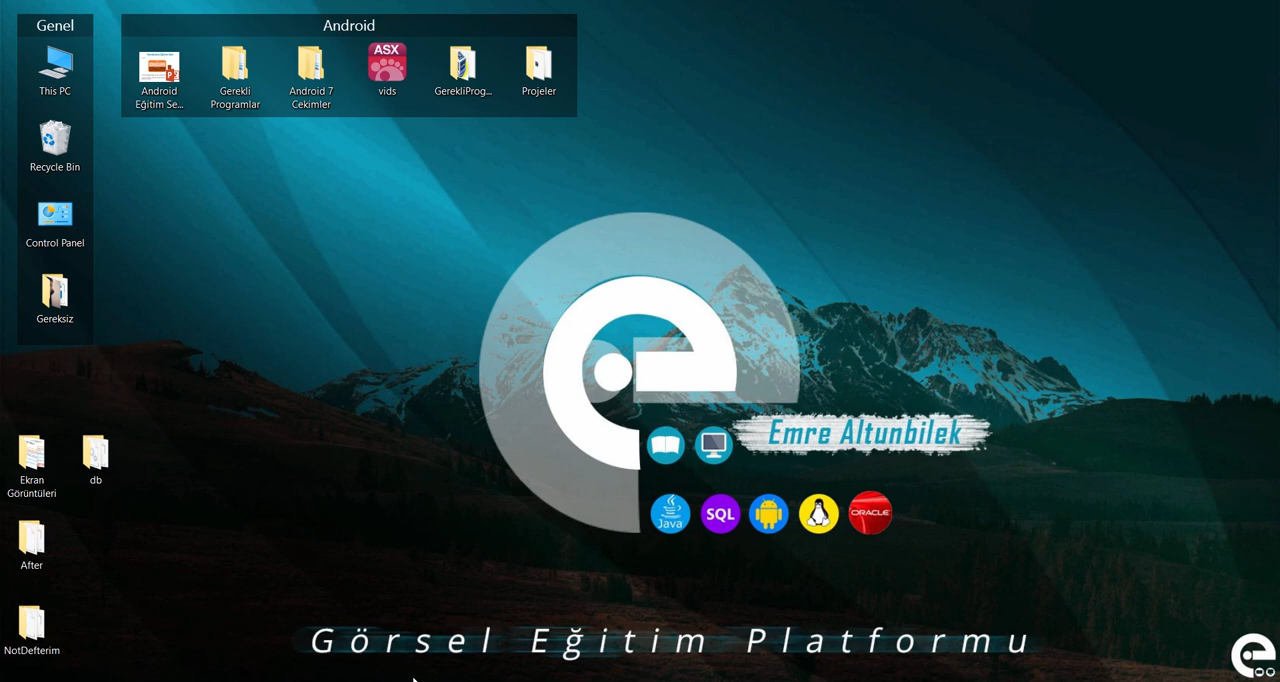 Genel
This PC
Recycle Bin
Control Panel
Gereksiz
Android
Android
Eğitim Se...
Gerekli
Programlar
Android 7
Cekimler
ASX
vids
GerekliProg...
Projeler
Ekran
Görüntüleri
db
After
NotDefterim
Emre Altunbilek
Java
SQL
ORACLE
Görsel Eğitim Platformu